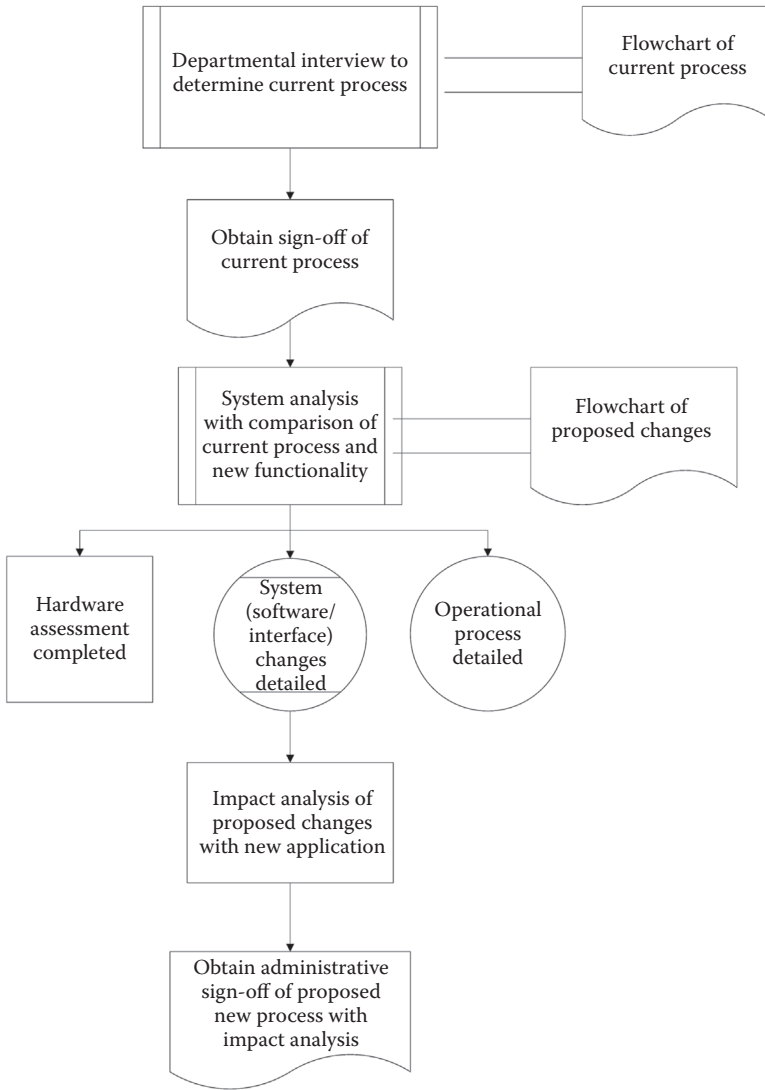 Departmental interview to
determine current process
Flowchart of
current process
Obtain sign-off of
current process
System analysis
with comparison of
current process and
new functionality
Flowchart of
proposed changes
Hardware
assessment
completed
System
(software/
interface)
changes
detailed
Operational
process
detailed
Impact analysis of
proposed changes
with new application
Obtain administrative
sign-off of proposed
new process with
impact analysis